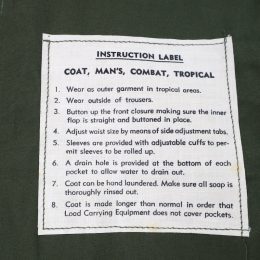 INSTRUCTION LABEL
COAT, MAN'S, COMBAT, TROPICAL
1. Wear as outer garment in tropical areas.
2. Wear outside of trousers.
3. Button up the front closure making sure the inner
flap is straight and buttoned in place.
4. Adjust waist size by means of side adjustment tabs.
5. Sleeves are provided with adjustable cuffs to per-
mit sleeves to be rolled up.
6. A drain hole is provided at the bottom of each
pocket to allow water to drain out.
7. Coat can be hand laundered. Make sure all soap is
thoroughly rinsed out.
8. Coat is made longer than normal in order that
Load Carrying Equipment does not cover pockets.